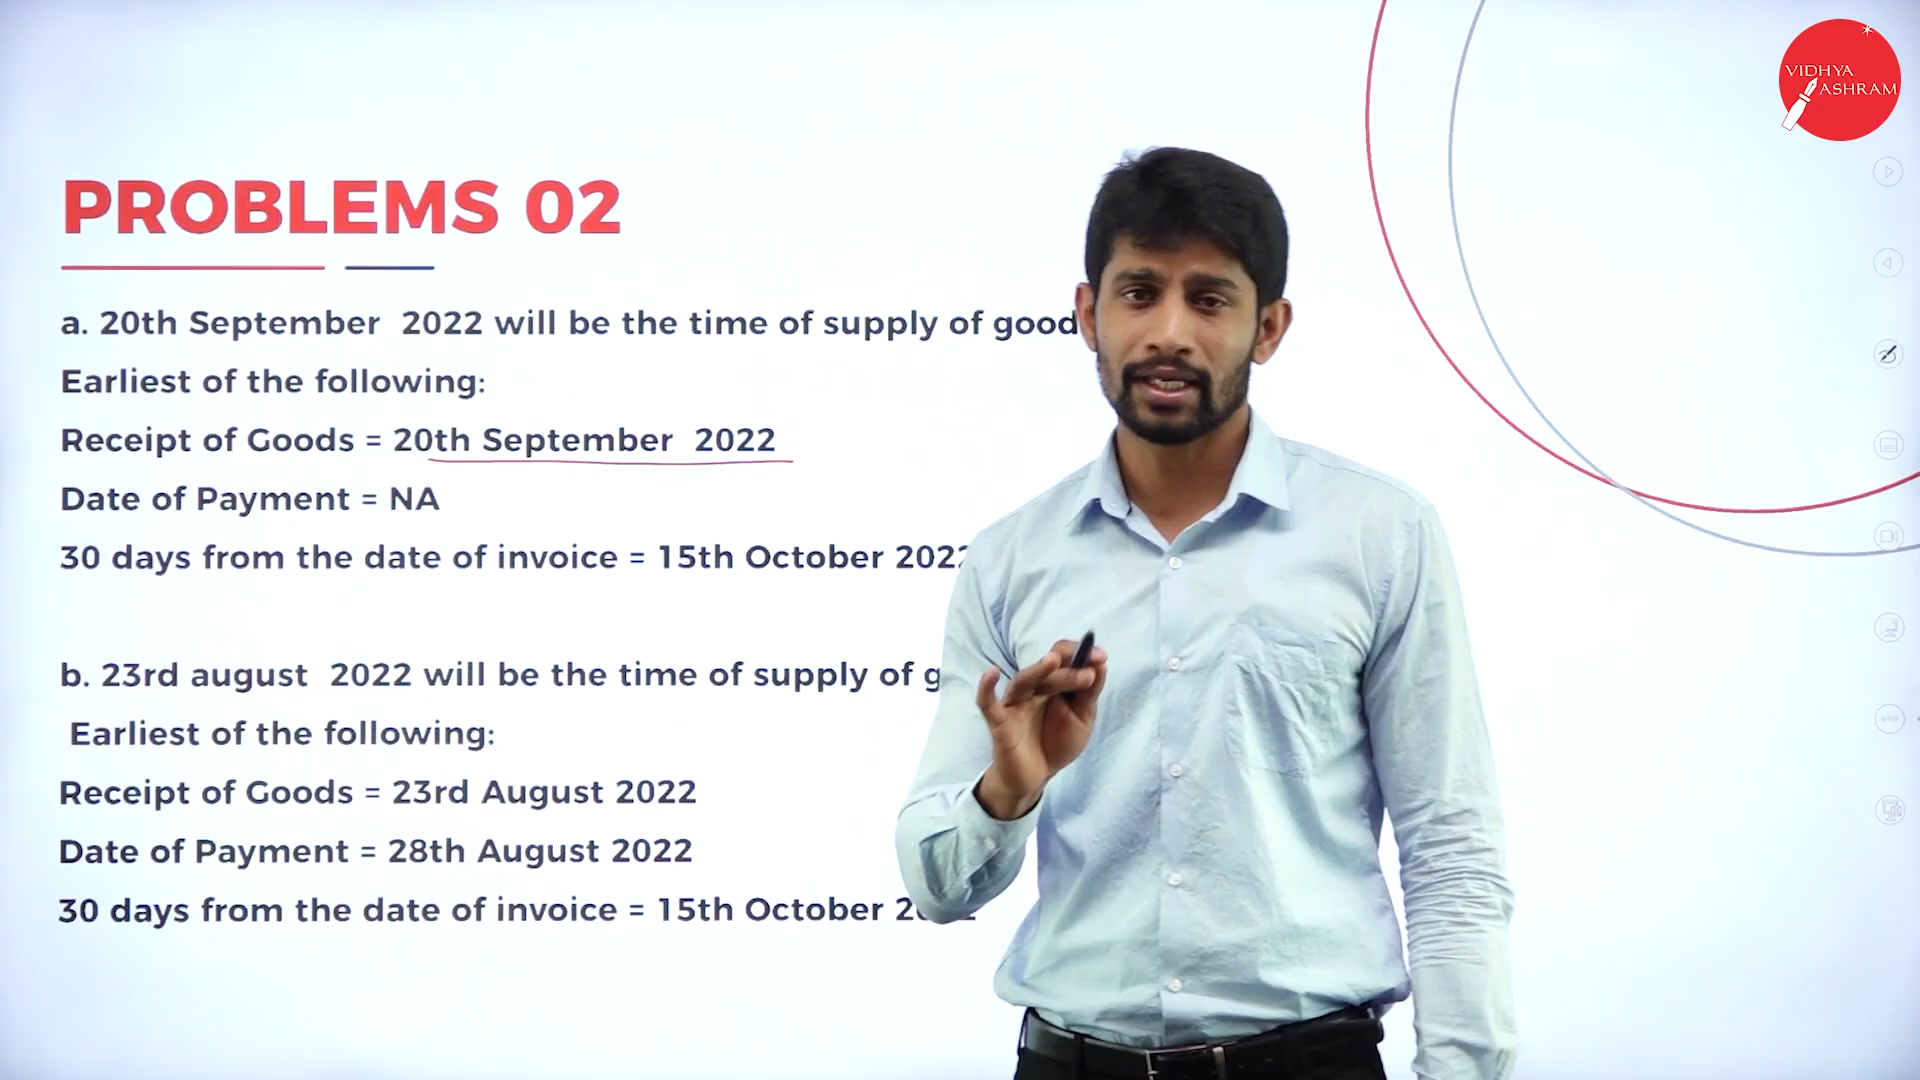 VIDHYA
ASHRAM
PROBLEMS 02
a. 20th September 2022 will be the time of supply of good
Earliest of the following:
Receipt of Goods = 20th September 2022
Date of Payment = NA
30 days from the date of invoice = 15th October 2022
b. 23rd august 2022 will be the time of supply of g
Earliest of the following:
Receipt of Goods = 23rd August 2022
Date of Payment = 28th August 2022
30 days from the date of invoice = 15th October 2022